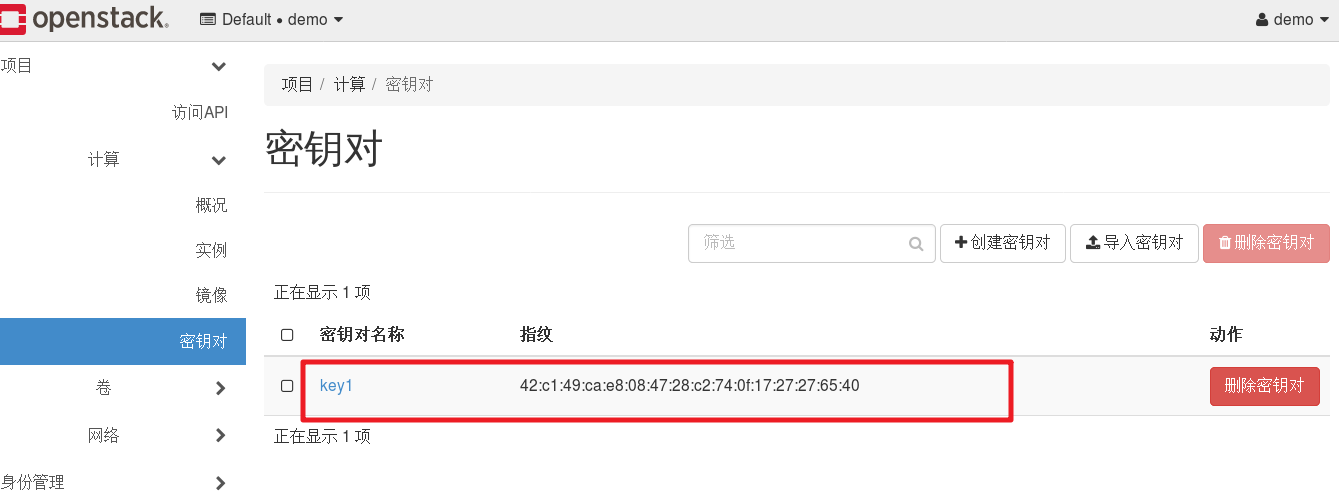 openstack.
Default • demo
demo
项目
访问API
计算
概况
实例
镜像
密钥对
卷
网络
身份管理
项目 / 计算 / 密钥对
密钥对
筛选
创建密钥对
导入密钥对
删除密钥对
正在显示 1 项
密钥对名称 指纹 动作
key1 42:c1:49:ca:e8:08:47:28:c2:74:0f:17:27:27:65:40 删除密钥对
正在显示 1 项